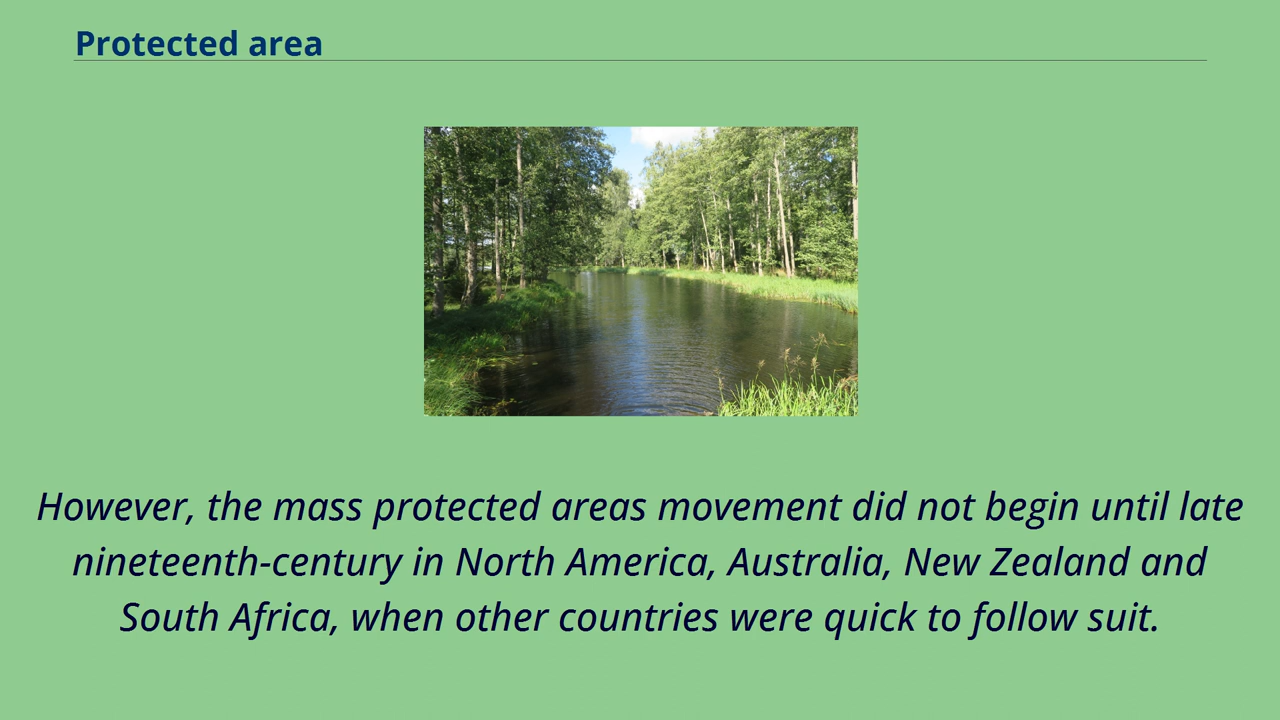 Protected area
However, the mass protected areas movement did not begin until late
nineteenth-century in North America, Australia, New Zealand and
South Africa, when other countries were quick to follow suit.